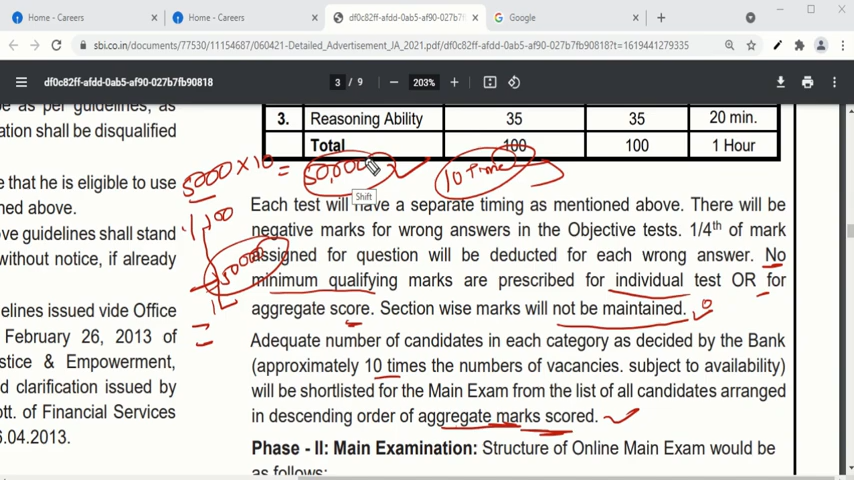 Home - Careers
Home - Careers
df0c82ff-afdd-0ab5-af90-027b7fb
Google
sbi.co.in/documents/77530/11154687/060421-Detailed_Advertisement_JA_2021.pdf/df0c82ff-afdd-0ab5-af90-027b7fb90818?t=1619441279335
df0c82ff-afdd-0ab5-af90-027b7fb90818
3 / 9
203%
be as per guidelines, as
ation shall be disqualified
e that he is eligible to use
ned above.
ove guidelines shall stand
without notice, if already
elines issued vide Office
February 26, 2013 of
stice & Empowerment,
d clarification issued by
ott. of Financial Services
6.04.2013.
3. Reasoning Ability 35 35 20 min.
Total 100 100 1 Hour
5000 × 10 = 50,000
10 Time
Shift
50000
Each test will have a separate timing as mentioned above. There will be
negative marks for wrong answers in the Objective tests. 1/4th of mark
assigned for question will be deducted for each wrong answer. No
minimum qualifying marks are prescribed for individual test OR for
aggregate score. Section wise marks will not be maintained.
Adequate number of candidates in each category as decided by the Bank
(approximately 10 times the numbers of vacancies. subject to availability)
will be shortlisted for the Main Exam from the list of all candidates arranged
in descending order of aggregate marks scored.
Phase - II: Main Examination: Structure of Online Main Exam would be
as follows: